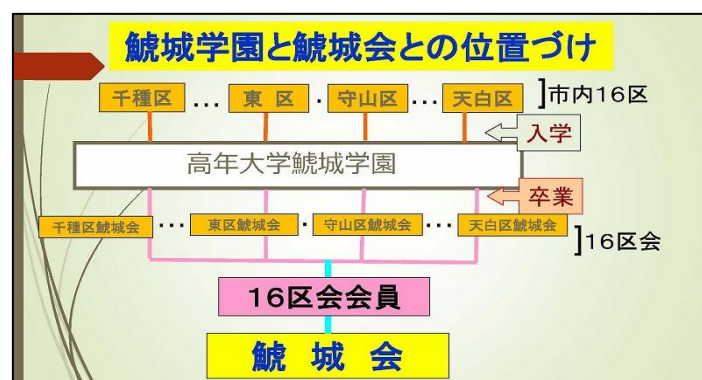 鯱城学園と鯱城会との位置づけ
千種区 … 東 区 ・ 守山区 … 天白区 ]市内16区
入学
高年大学鯱城学園
卒業
千種区鯱城会 … 東区鯱城会 ・ 守山区鯱城会 … 天白区鯱城会
]16区会
16区会会員
鯱 城 会